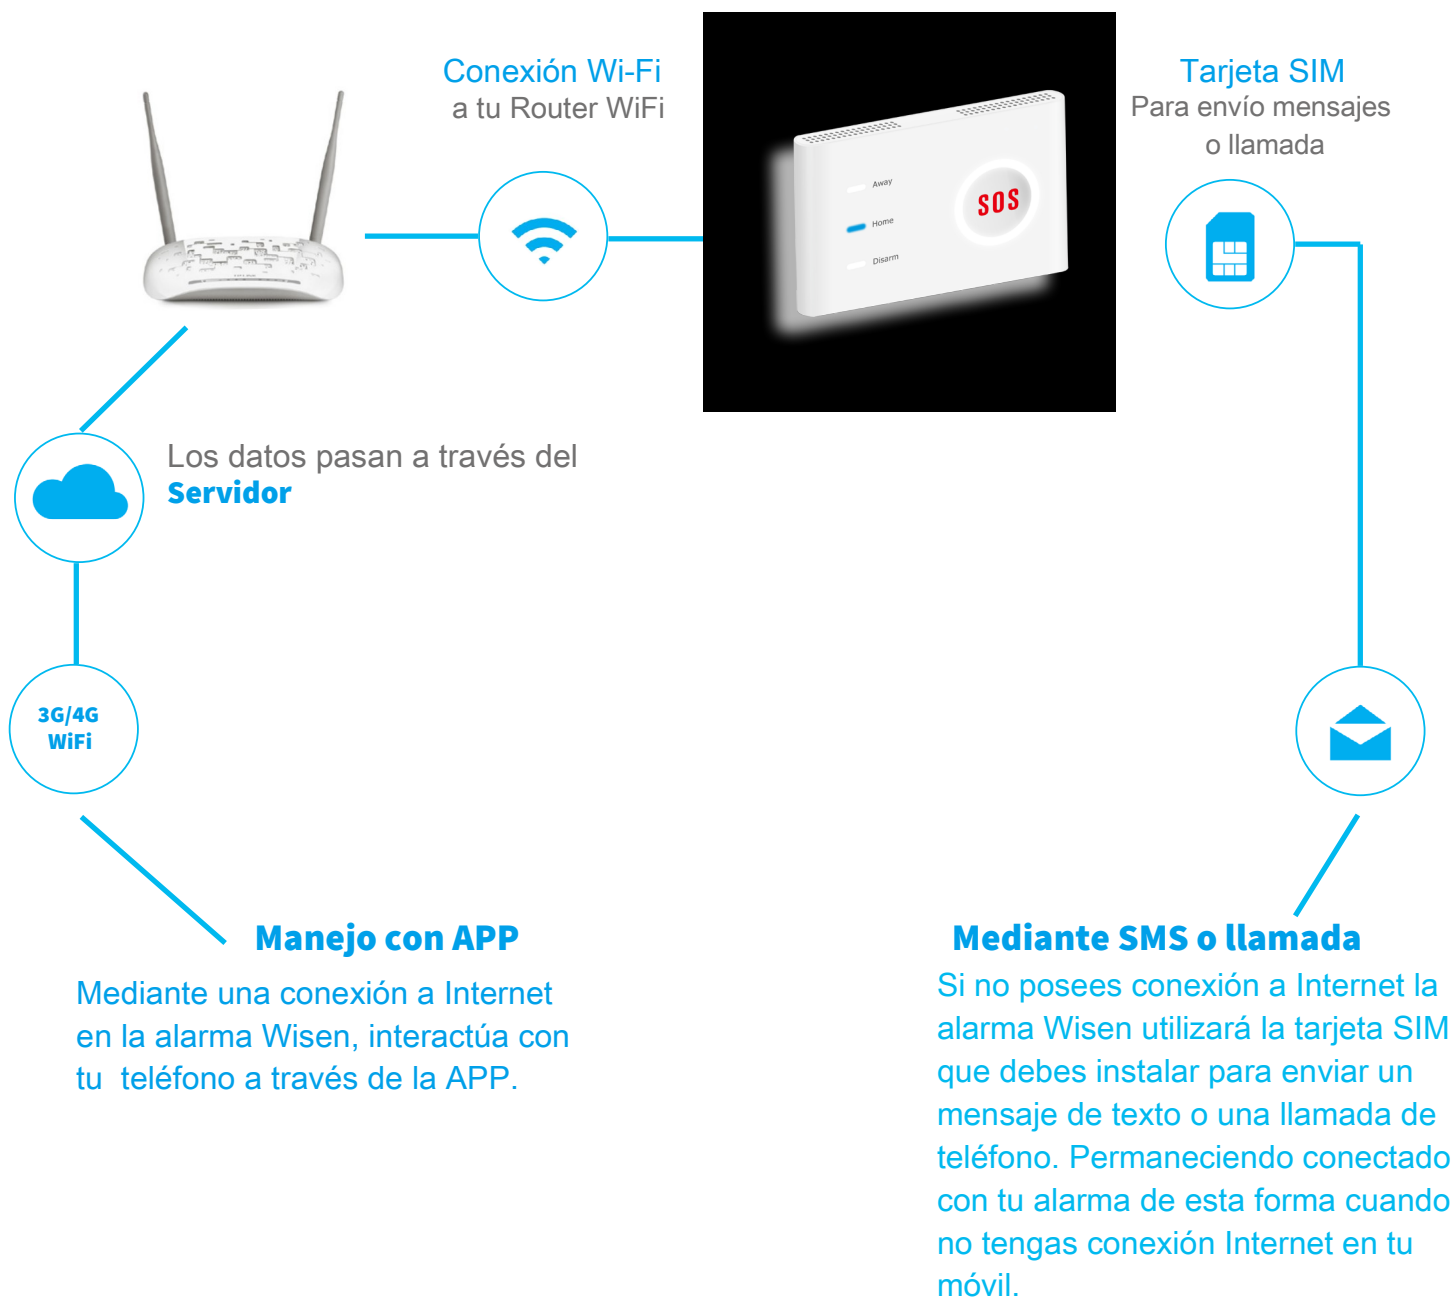 Conexión Wi-Fi
a tu Router WiFi
Tarjeta SIM
Para envío mensajes
o llamada
Away
Home
Disarm
SOS
Los datos pasan a través del
Servidor
3G/4G
WiFi
Manejo con APP
Mediante una conexión a Internet
en la alarma Wisen, interactúa con
tu teléfono a través de la APP.
Mediante SMS o llamada
Si no posees conexión a Internet la
alarma Wisen utilizará la tarjeta SIM
que debes instalar para enviar un
mensaje de texto o una llamada de
teléfono. Permaneciendo conectado
con tu alarma de esta forma cuando
no tengas conexión Internet en tu
móvil.